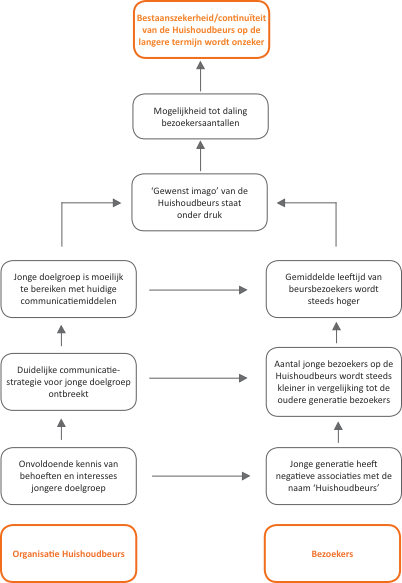 Bestaanszekerheid/continuïteit
van de Huishoudbeurs op de
langere termijn wordt onzeker
Mogelijkheid tot daling
bezoekersaantallen
‘Gewenst imago’ van de
Huishoudbeurs staat
onder druk
Jonge doelgroep is moeilijk
te bereiken met huidige
communicatiemiddelen
Gemiddelde leeftijd van
beursbezoekers wordt
steeds hoger
Duidelijke communicatie-
strategie voor jonge doelgroep
ontbreekt
Aantal jonge bezoekers op de
Huishoudbeurs wordt steeds
kleiner in vergelijking tot de
oudere generatie bezoekers
Onvoldoende kennis van
behoeften en interesses
jongere doelgroep
Jonge generatie heeft
negatieve associaties met de
naam ‘Huishoudbeurs’
Organisatie Huishoudbeurs
Bezoekers